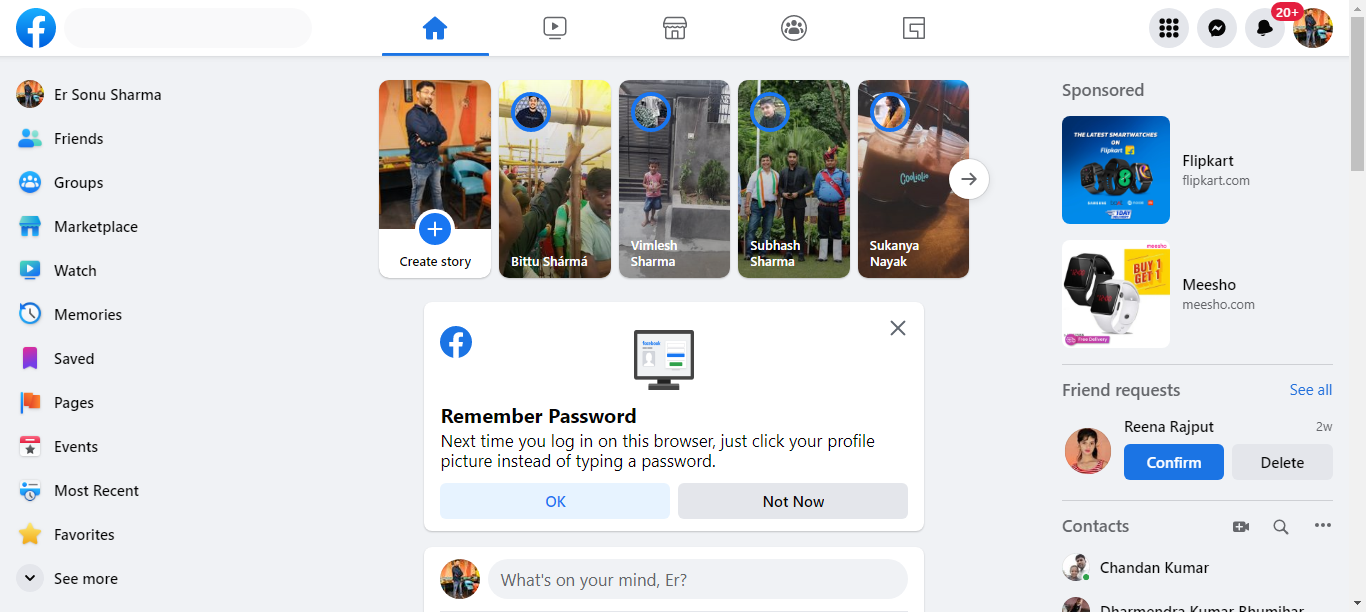 20+
Er Sonu Sharma
Friends
Groups
Marketplace
Watch
Memories
Saved
Pages
Events
Most Recent
Favorites
See more
Create story
Bittu Shármá
Vimlesh
Sharma
Subhash
Sharma
Cooliolio
Sukanya
Nayak
facebook
Remember Password
Next time you log in on this browser, just click your profile
picture instead of typing a password.
OK
Not Now
What's on your mind, Er?
Sponsored
THE LATEST SMARTWATCHES
ON
Flipkart
Flipkart
flipkart.com
meesho
BUY 1
GET 1
Free Delivery
Meesho
meesho.com
Friend requests
See all
Reena Rajput
2w
Confirm
Delete
Contacts
Chandan Kumar
Dharmendra Kumar Bhumihar